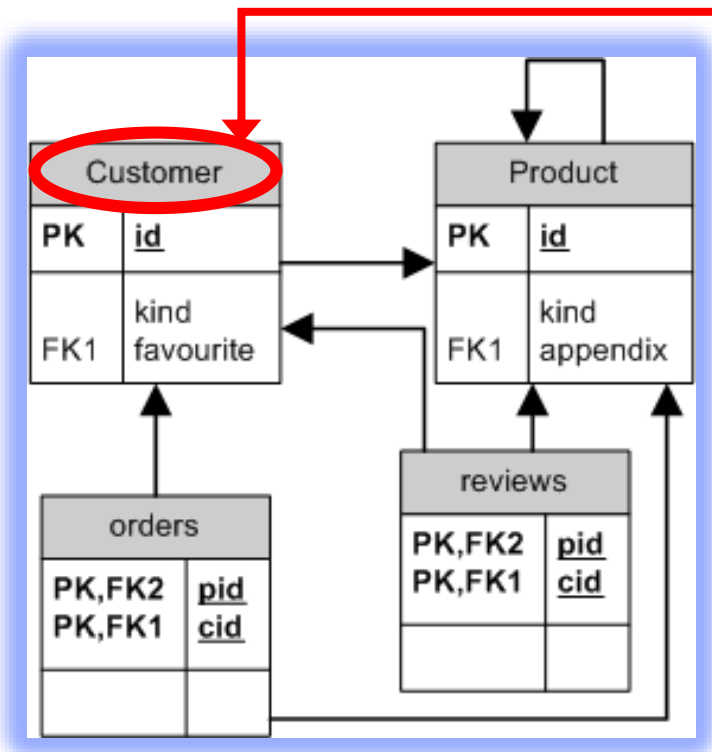 Customer
PK id
kind
FK1 favourite
Product
PK id
kind
FK1 appendix
orders
PK,FK2 pid
PK,FK1 cid
reviews
PK,FK2 pid
PK,FK1 cid